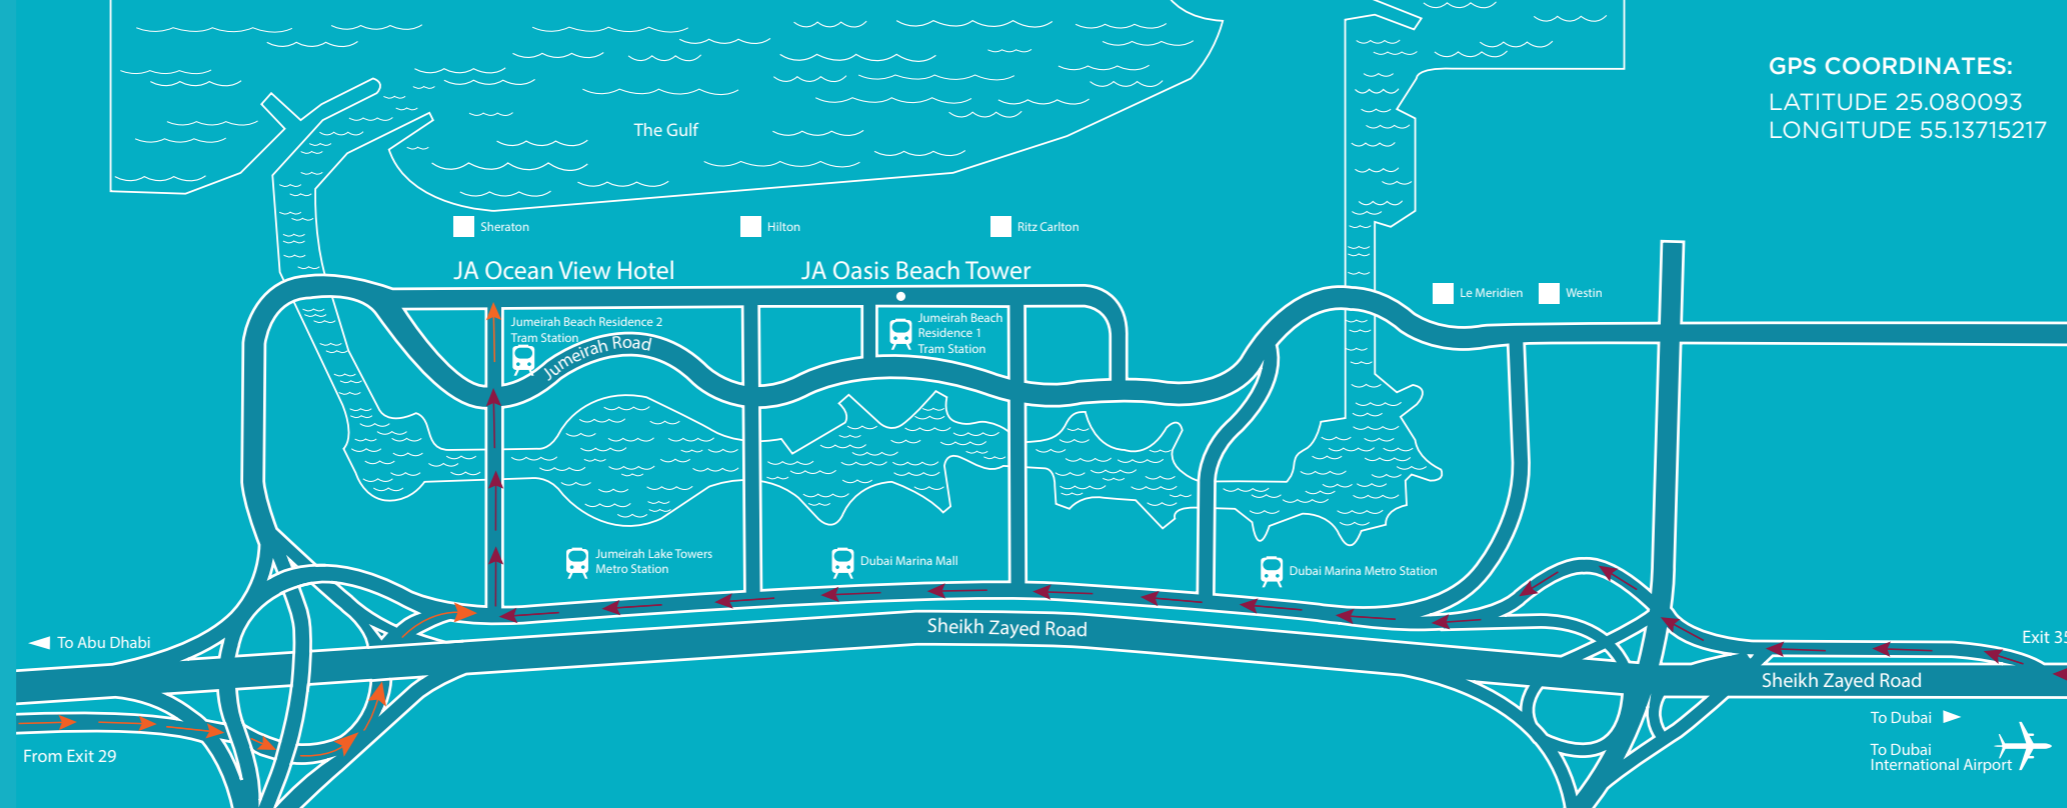 GPS COORDINATES:
LATITUDE 25.080093
LONGITUDE 55.13715217
The Gulf
Sheraton
Hilton
Ritz Carlton
JA Ocean View Hotel
JA Oasis Beach Tower
Le Meridien
Westin
Jumeirah Beach Residence 2
Tram Station
Jumeirah Road
Jumeirah Beach
Residence 1
Tram Station
Jumeirah Lake Towers
Metro Station
Dubai Marina Mall
Dubai Marina Metro Station
To Abu Dhabi
Sheikh Zayed Road
Exit 35
Sheikh Zayed Road
From Exit 29
To Dubai
To Dubai
International Airport